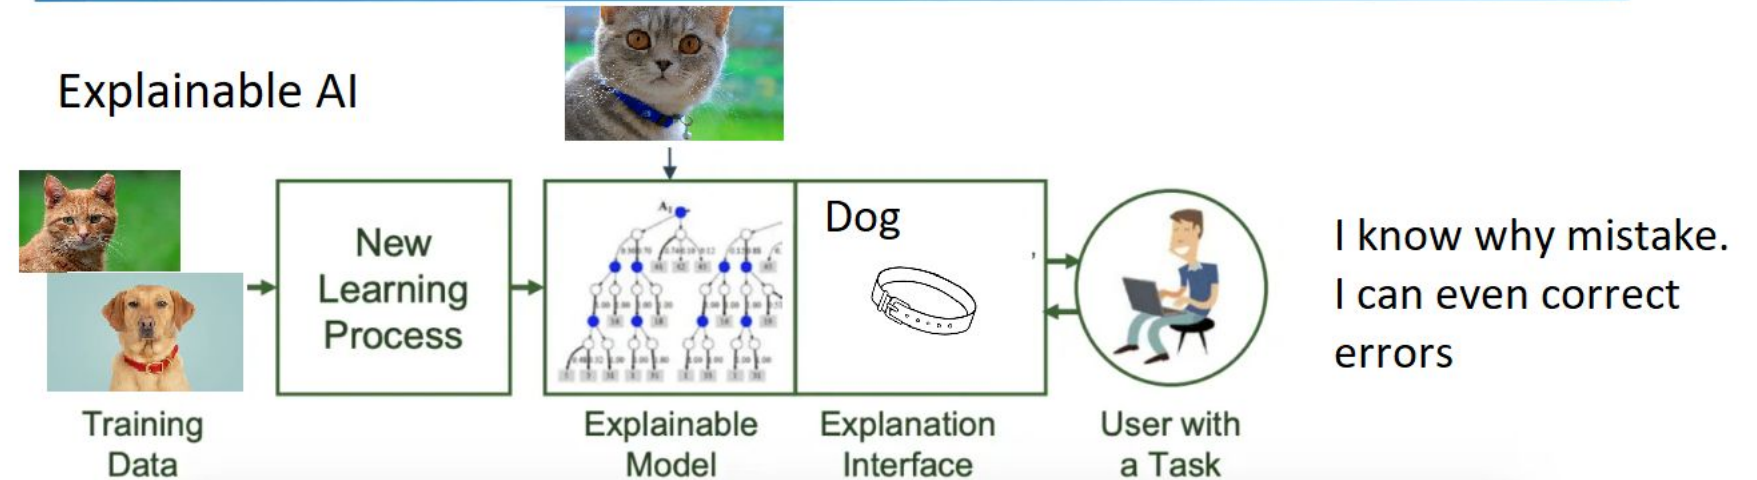 Explainable AI
New
Learning
Process
A₁
Dog
,
I know why mistake.
I can even correct
errors
Training
Data
Explainable
Model
Explanation
Interface
User with
a Task